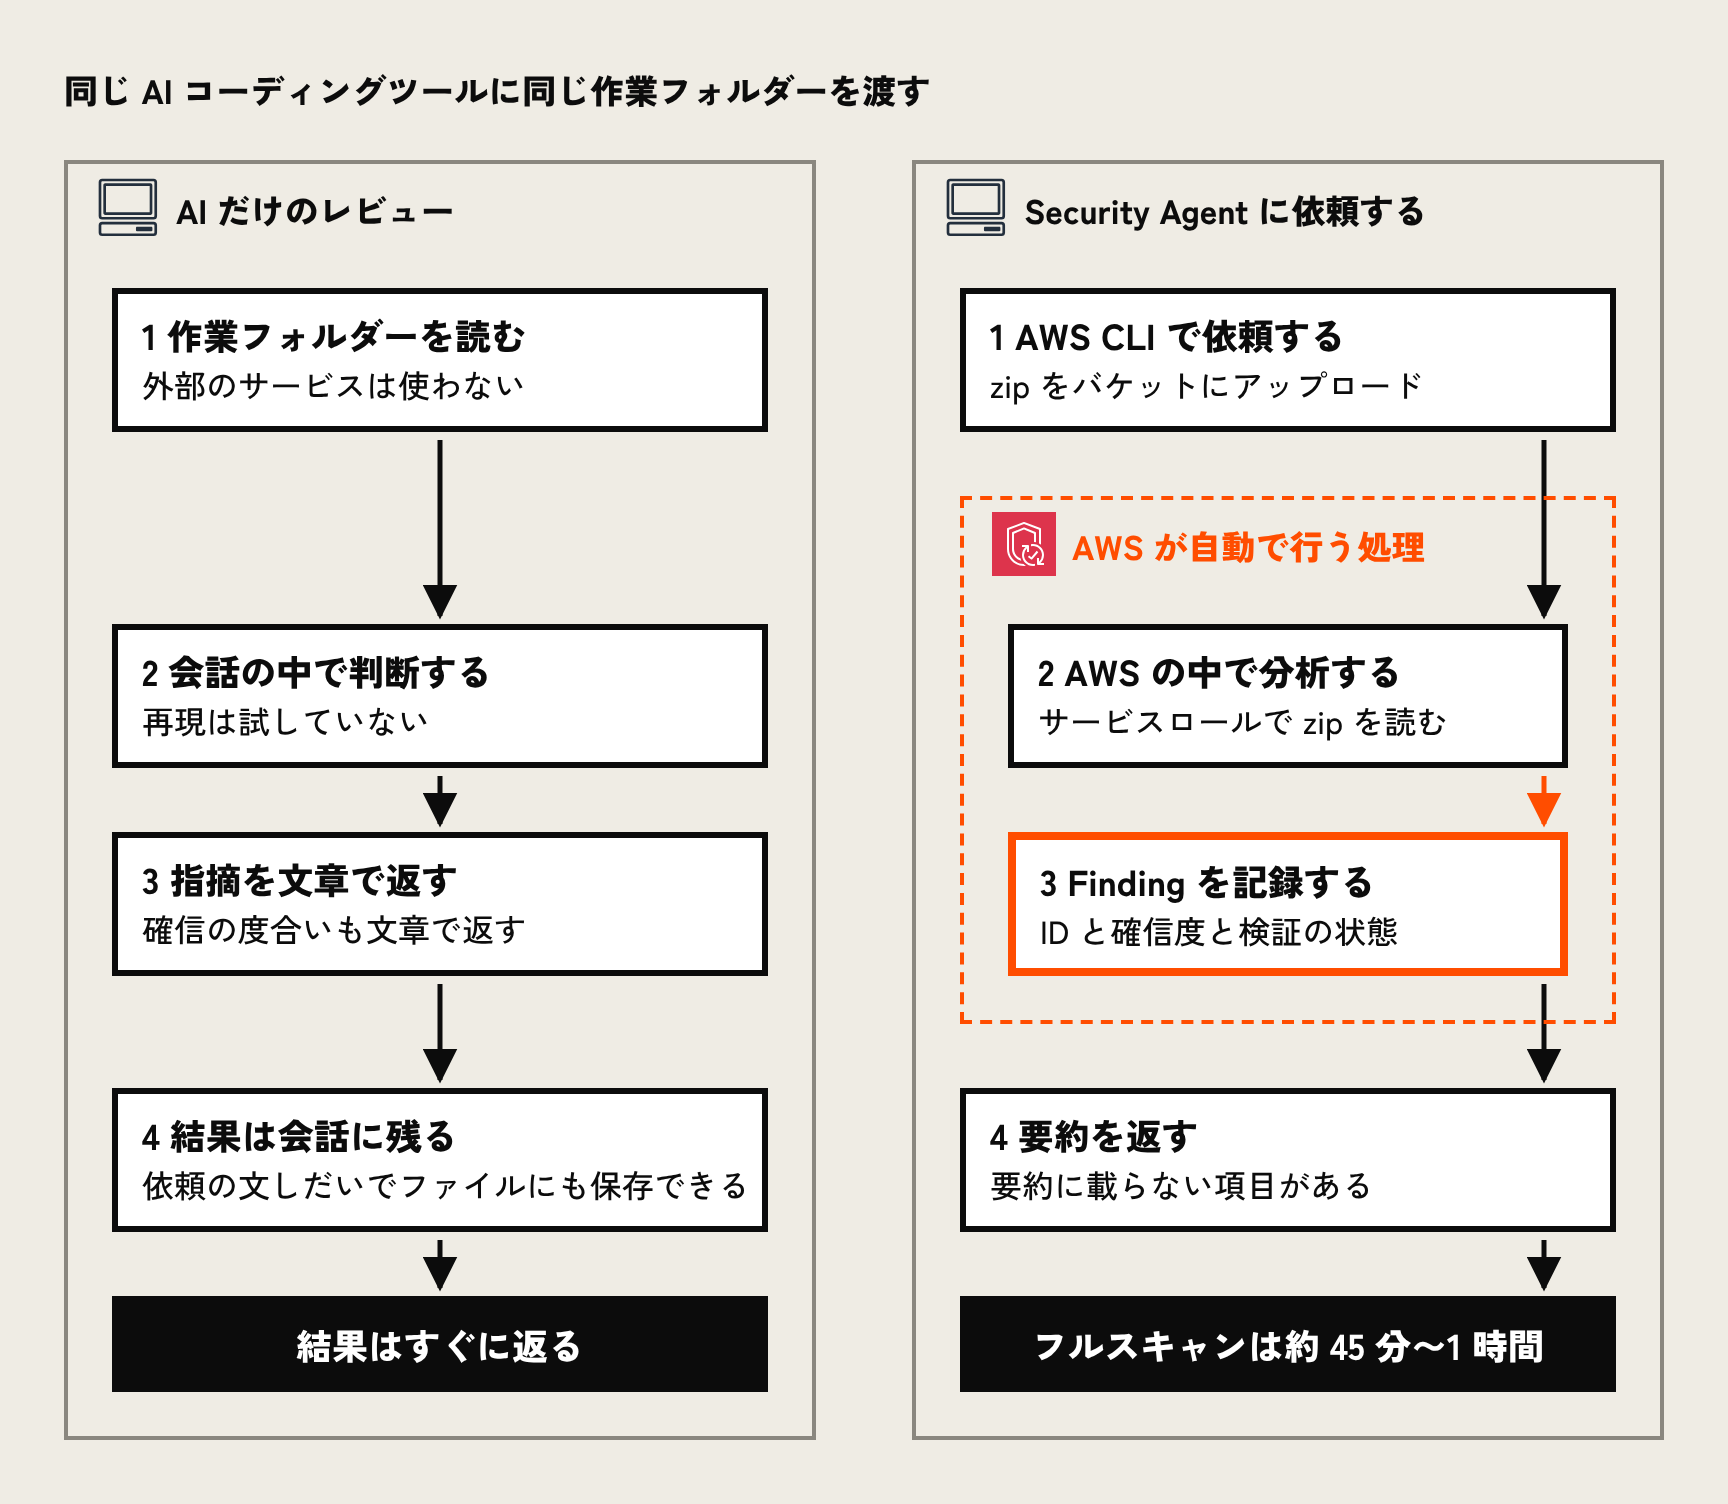 同じ AI コーディングツールに同じ作業フォルダーを渡す
AI だけのレビュー
1 作業フォルダーを読む
外部のサービスは使わない
2 会話の中で判断する
再現は試していない
3 指摘を文章で返す
確信の度合いも文章で返す
4 結果は会話に残る
依頼の文しだいでファイルにも保存できる
結果はすぐに返る
Security Agent に依頼する
1 AWS CLI で依頼する
zip をバケットにアップロード
AWS が自動で行う処理
2 AWS の中で分析する
サービスロールで zip を読む
3 Finding を記録する
ID と確信度と検証の状態
4 要約を返す
要約に載らない項目がある
フルスキャンは約 45 分〜1 時間